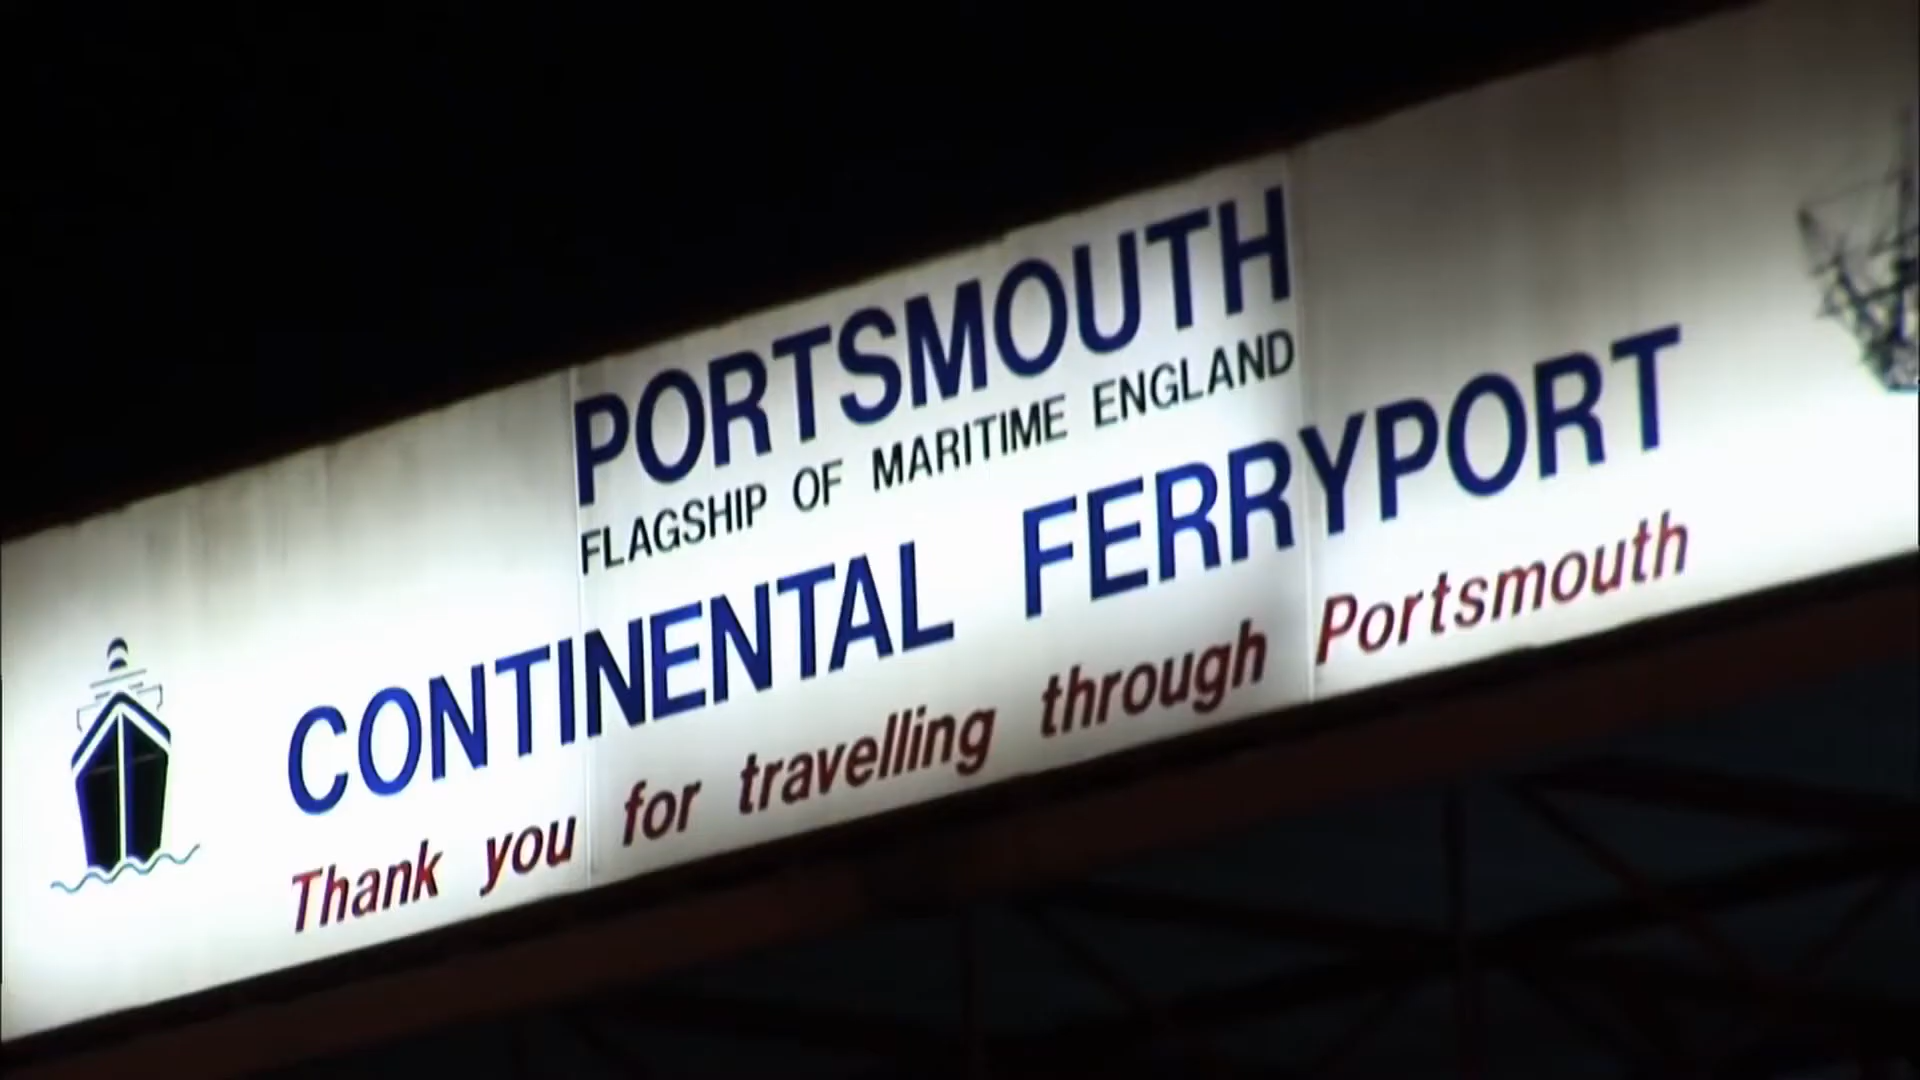 PORTSMOUTH
FLAGSHIP OF MARITIME ENGLAND
CONTINENTAL FERRYPORT
Thank you for travelling through Portsmouth